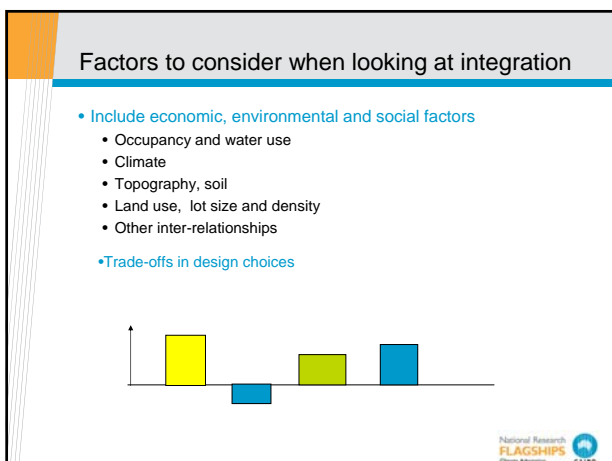 Factors to consider when looking at integration
• Include economic, environmental and social factors
• Occupancy and water use
• Climate
• Topography, soil
• Land use, lot size and density
• Other inter-relationships
•Trade-offs in design choices
National Research
FLAGSHIPS